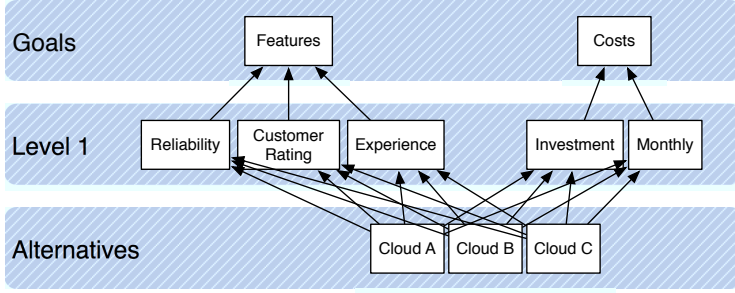 Goals
Features
Costs
Level 1
Reliability
Customer
Rating
Experience
Investment
Monthly
Alternatives
Cloud A
Cloud B
Cloud C